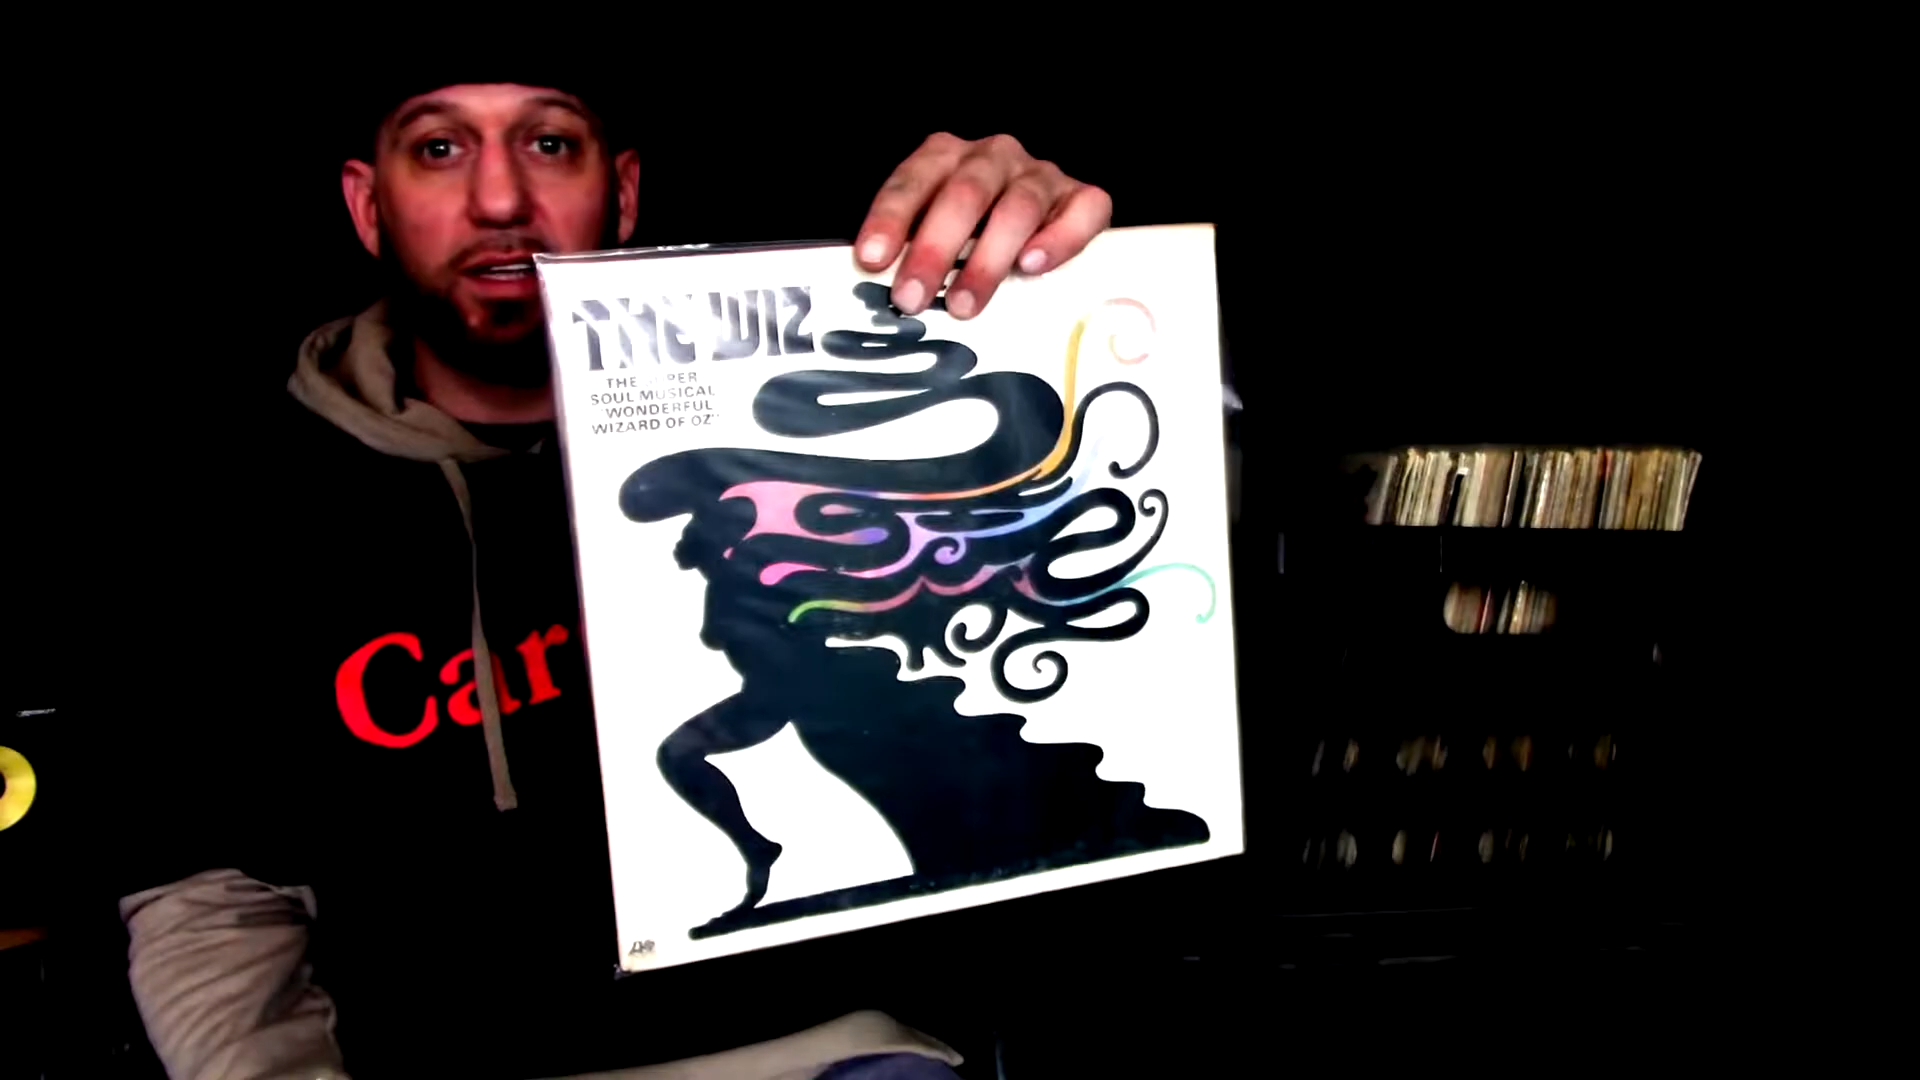 THE WIZ
THE SUPER
SOUL MUSICAL
"WONDERFUL
WIZARD OF OZ"
Car